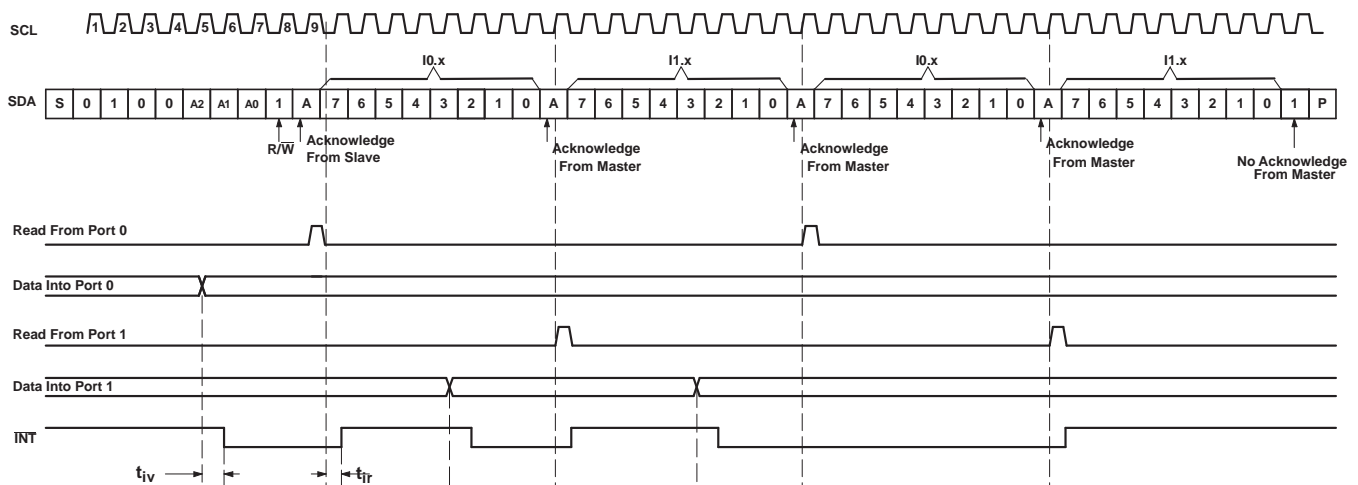 SCL 1 2 3 4 5 6 7 8 9
I0.x I1.x I0.x I1.x
SDA S 0 1 0 0 A2 A1 A0 1 A 7 6 5 4 3 2 1 0 A 7 6 5 4 3 2 1 0 A 7 6 5 4 3 2 1 0 A 7 6 5 4 3 2 1 0 1 P
R/W
Acknowledge
From Slave
Acknowledge
From Master
Acknowledge
From Master
Acknowledge
From Master
No Acknowledge
From Master
Read From Port 0
Data Into Port 0
Read From Port 1
Data Into Port 1
INT
tiv tir